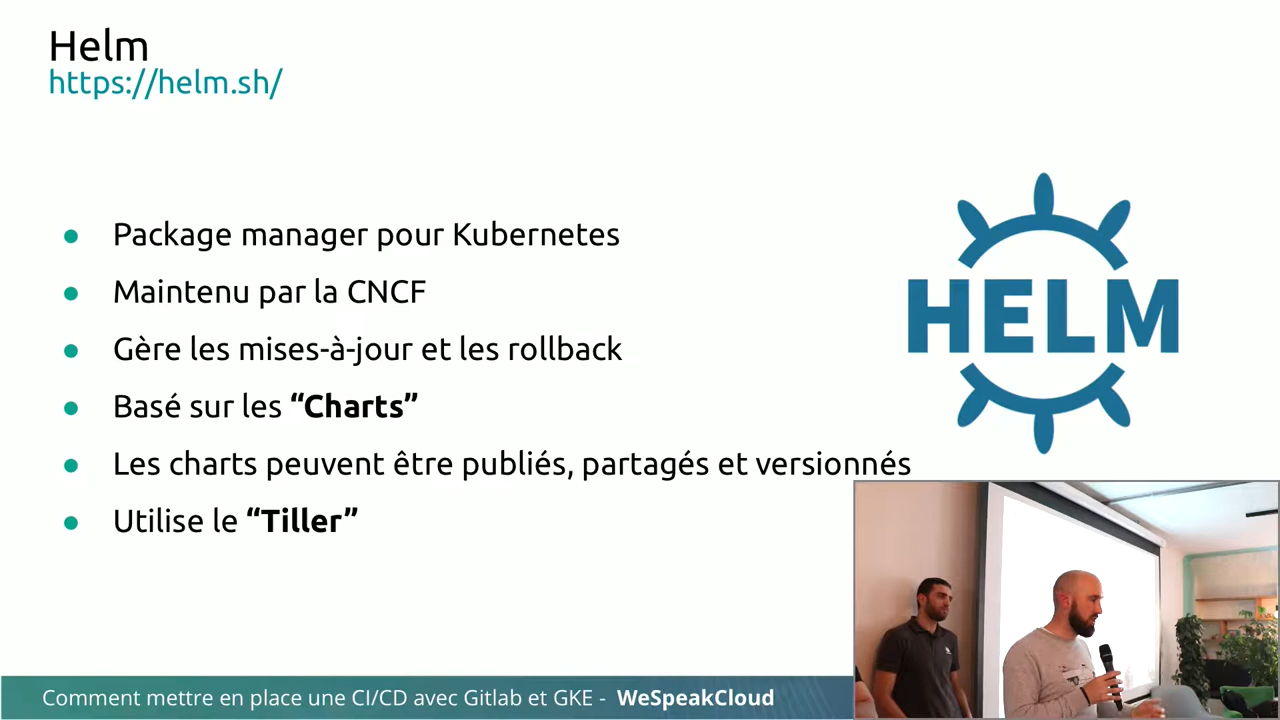 Helm
https://helm.sh/
● Package manager pour Kubernetes
● Maintenu par la CNCF
● Gère les mises-à-jour et les rollback
● Basé sur les “Charts”
● Les charts peuvent être publiés, partagés et versionnés
● Utilise le “Tiller”
HELM
Comment mettre en place une CI/CD avec Gitlab et GKE - WeSpeakCloud